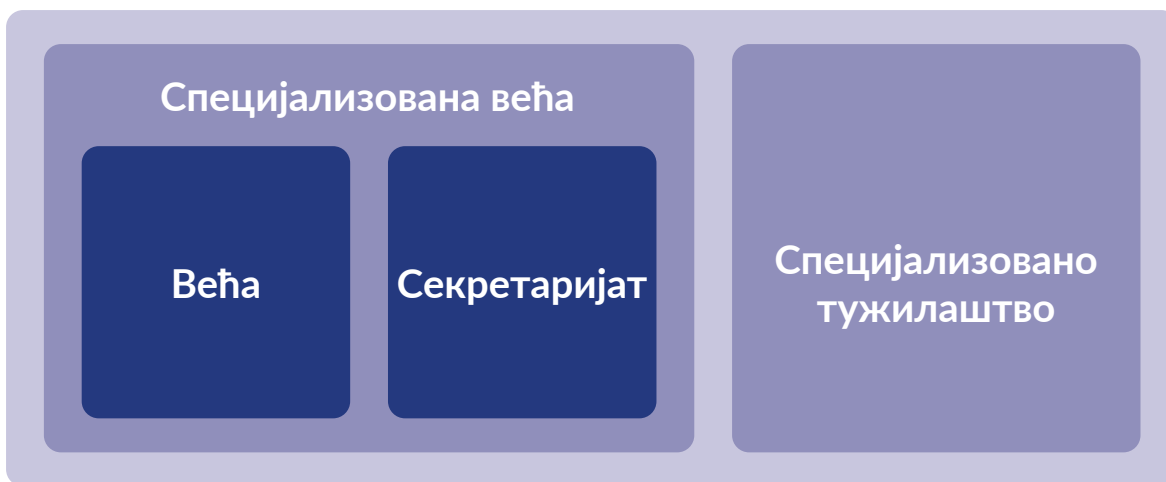 Специјализована већа
Већа
Секретаријат
Специјализовано
тужилаштво